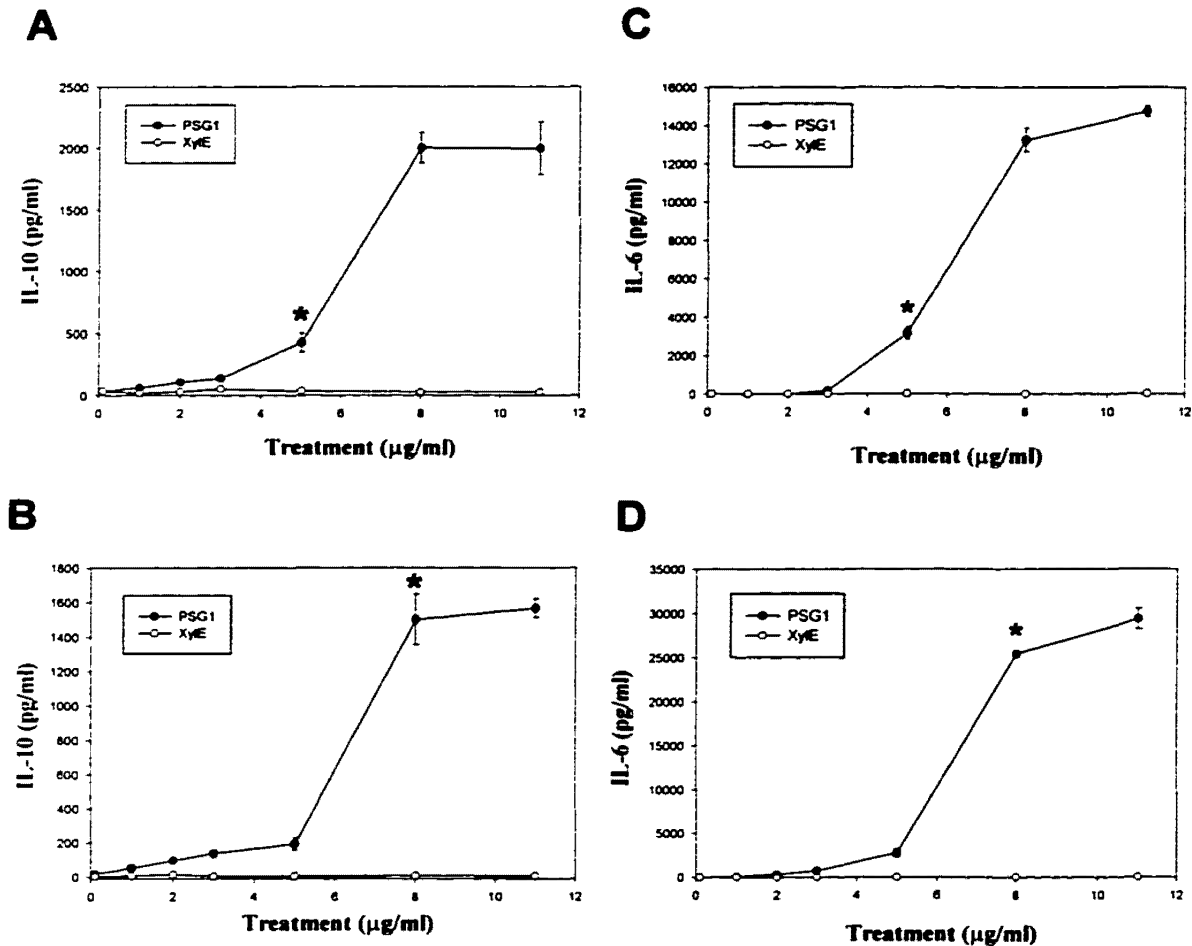 A
2500
2000
1500
1000
500
0
IL-10 (pg/ml)
PSG1
XylE
★
0 2 4 6 8 10 12
Treatment (µg/ml)
B
1800
1600
1400
1200
1000
800
600
400
200
0
IL-10 (pg/ml)
PSG1
XylE
★
0 2 4 6 8 10 12
Treatment (µg/ml)
C
16000
14000
12000
10000
8000
6000
4000
2000
0
IL-6 (pg/ml)
PSG1
XylE
★
0 2 4 6 8 10 12
Treatment (µg/ml)
D
35000
30000
25000
20000
15000
10000
5000
0
IL-6 (pg/ml)
PSG1
XylE
★
0 2 4 6 8 10 12
Treatment (µg/ml)